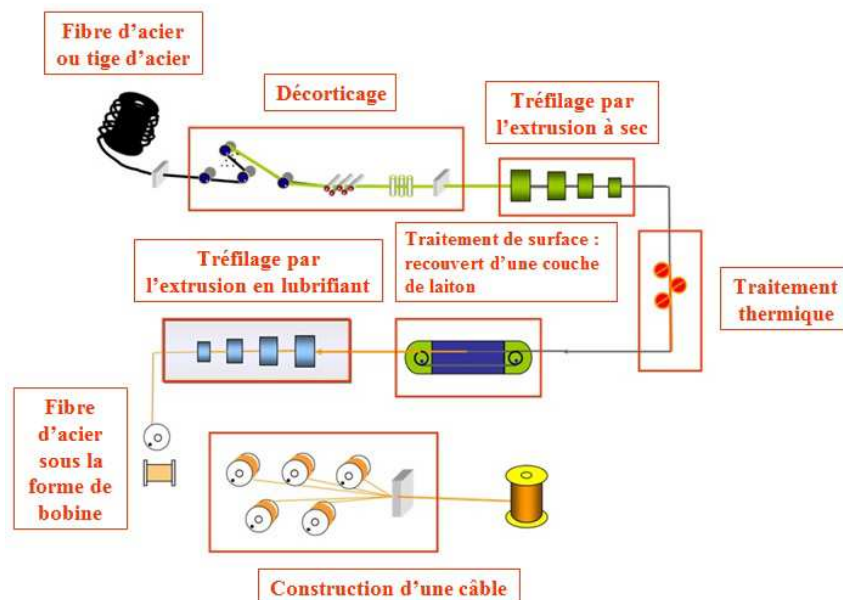 Fibre d'acier
ou tige d'acier
Décorticage
Tréfilage par
l'extrusion à sec
Tréfilage par
l'extrusion en lubrifiant
Traitement de surface :
recouvert d'une couche
de laiton
Traitement
thermique
Fibre
d'acier
sous la
forme de
bobine
Construction d'une câble